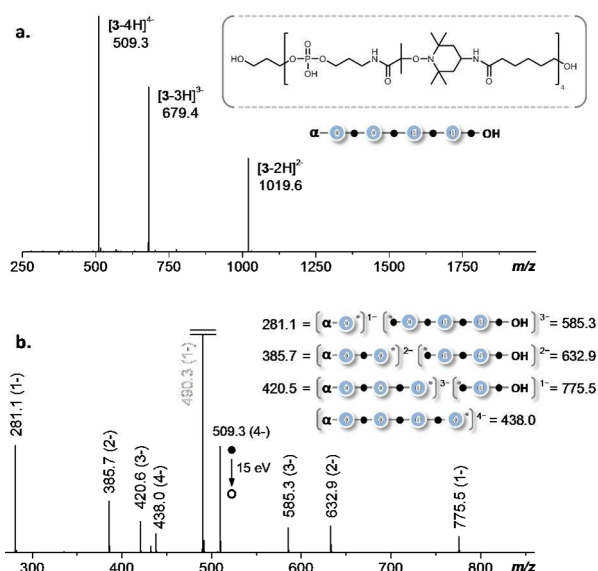 a.
[3-4H]4-
509.3
[3-3H]3-
679.4
[3-2H]2-
1019.6
HO O P O OH O N H O O N N H O OH 4
α OH
250 500 750 1000 1250 1500 1750 m/z
b.
281.1 = [α ]1- [ OH]3- = 585.3
385.7 = [α ]2- [ OH]2- = 632.9
420.5 = [α ]3- [ OH]1- = 775.5
[α ]4- = 438.0
281.1 (1-)
385.7 (2-)
420.6 (3-)
438.0 (4-)
490.3 (1-)
509.3 (4-)
15 eV
585.3 (3-)
632.9 (2-)
775.5 (1-)
300 400 500 600 700 800 m/z